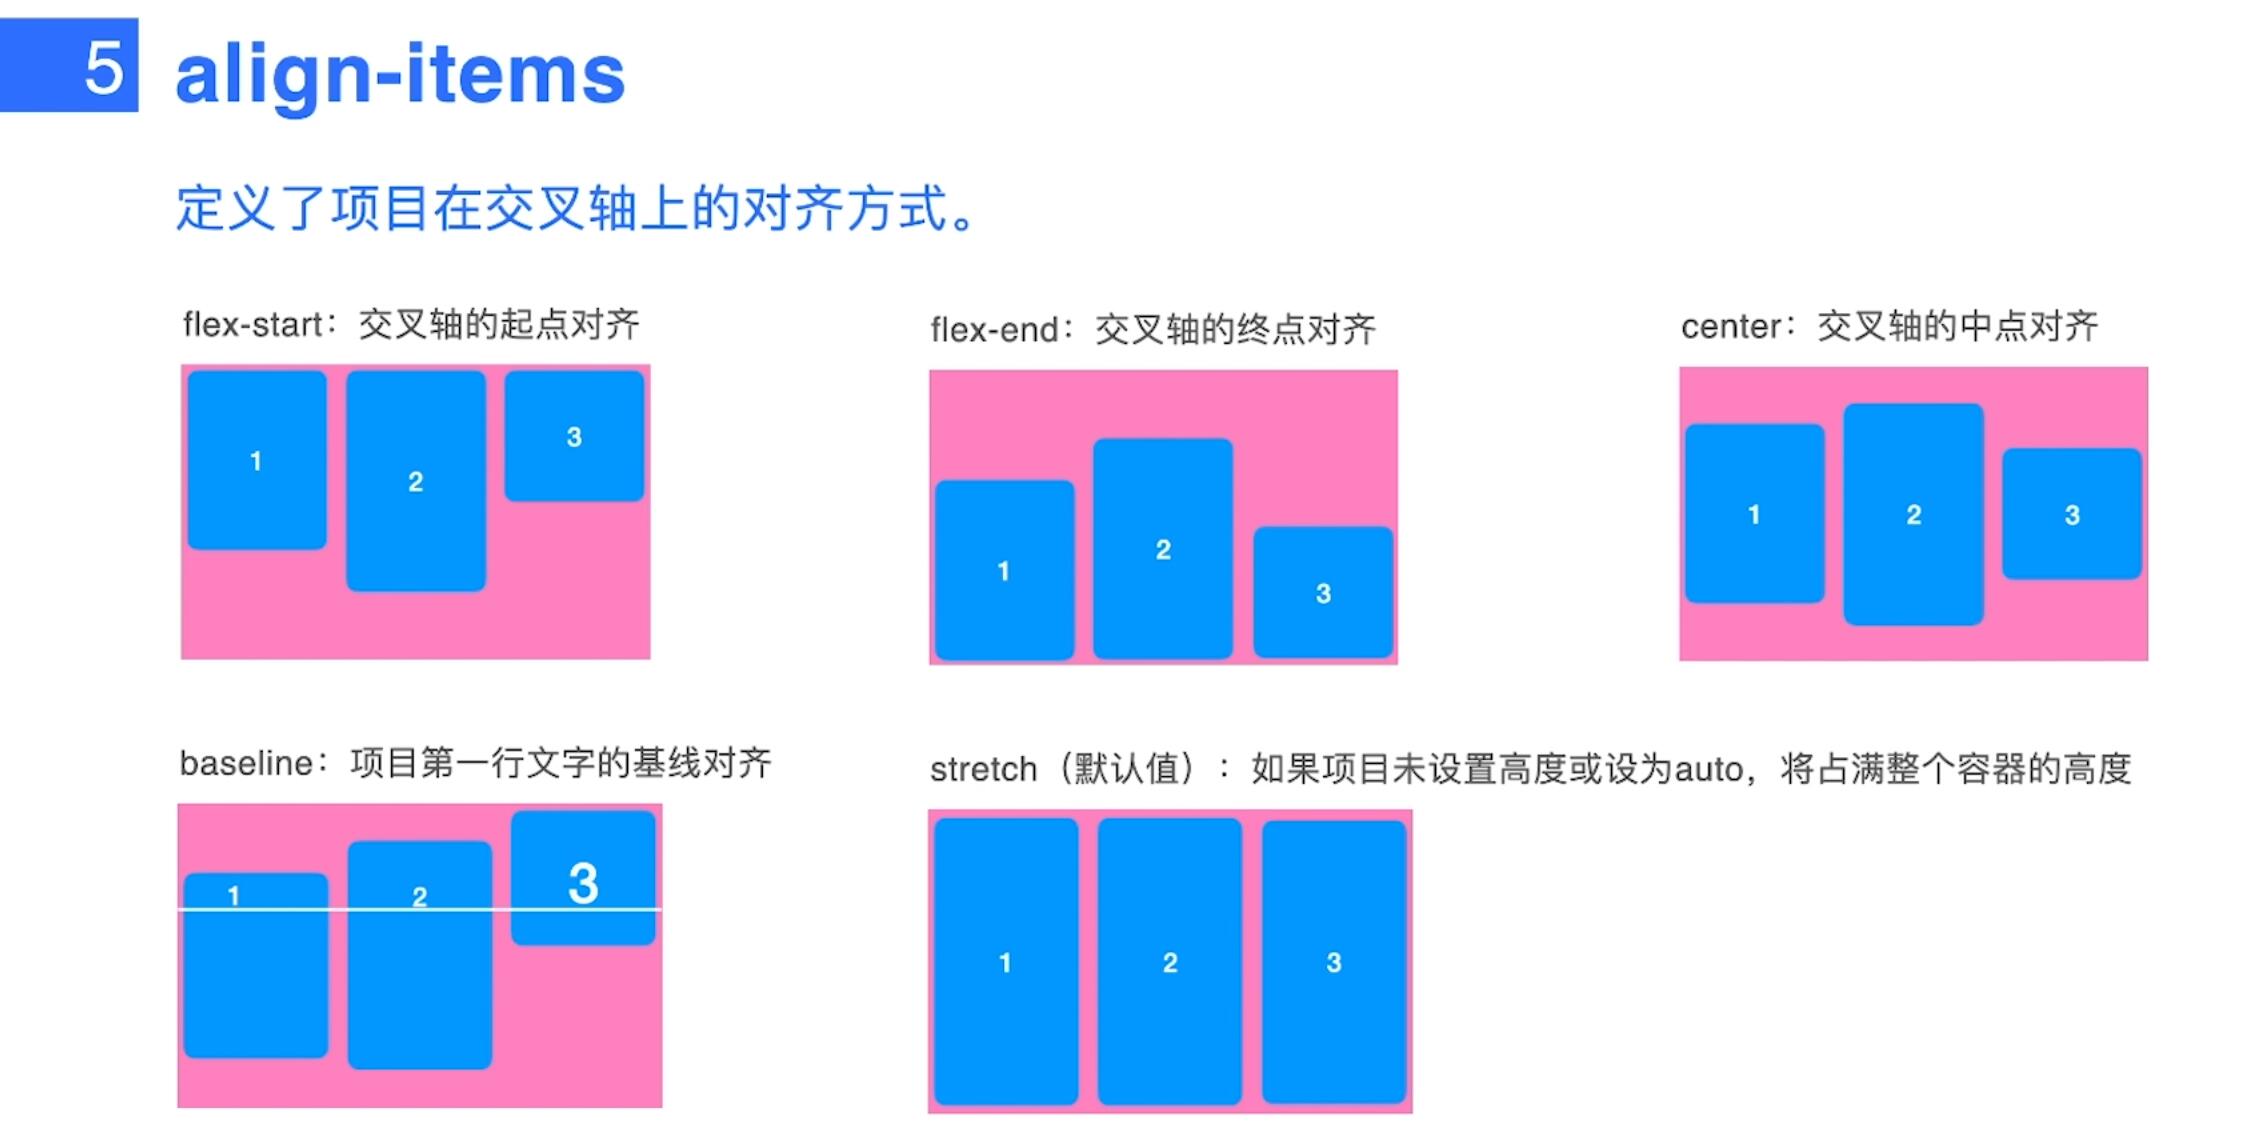 5 align-items
定义了项目在交叉轴上的对齐方式。
flex-start：交叉轴的起点对齐
1 2 3
flex-end：交叉轴的终点对齐
1 2 3
center：交叉轴的中点对齐
1 2 3
baseline：项目第一行文字的基线对齐
1 2 3
stretch（默认值）：如果项目未设置高度或设为auto，将占满整个容器的高度
1 2 3